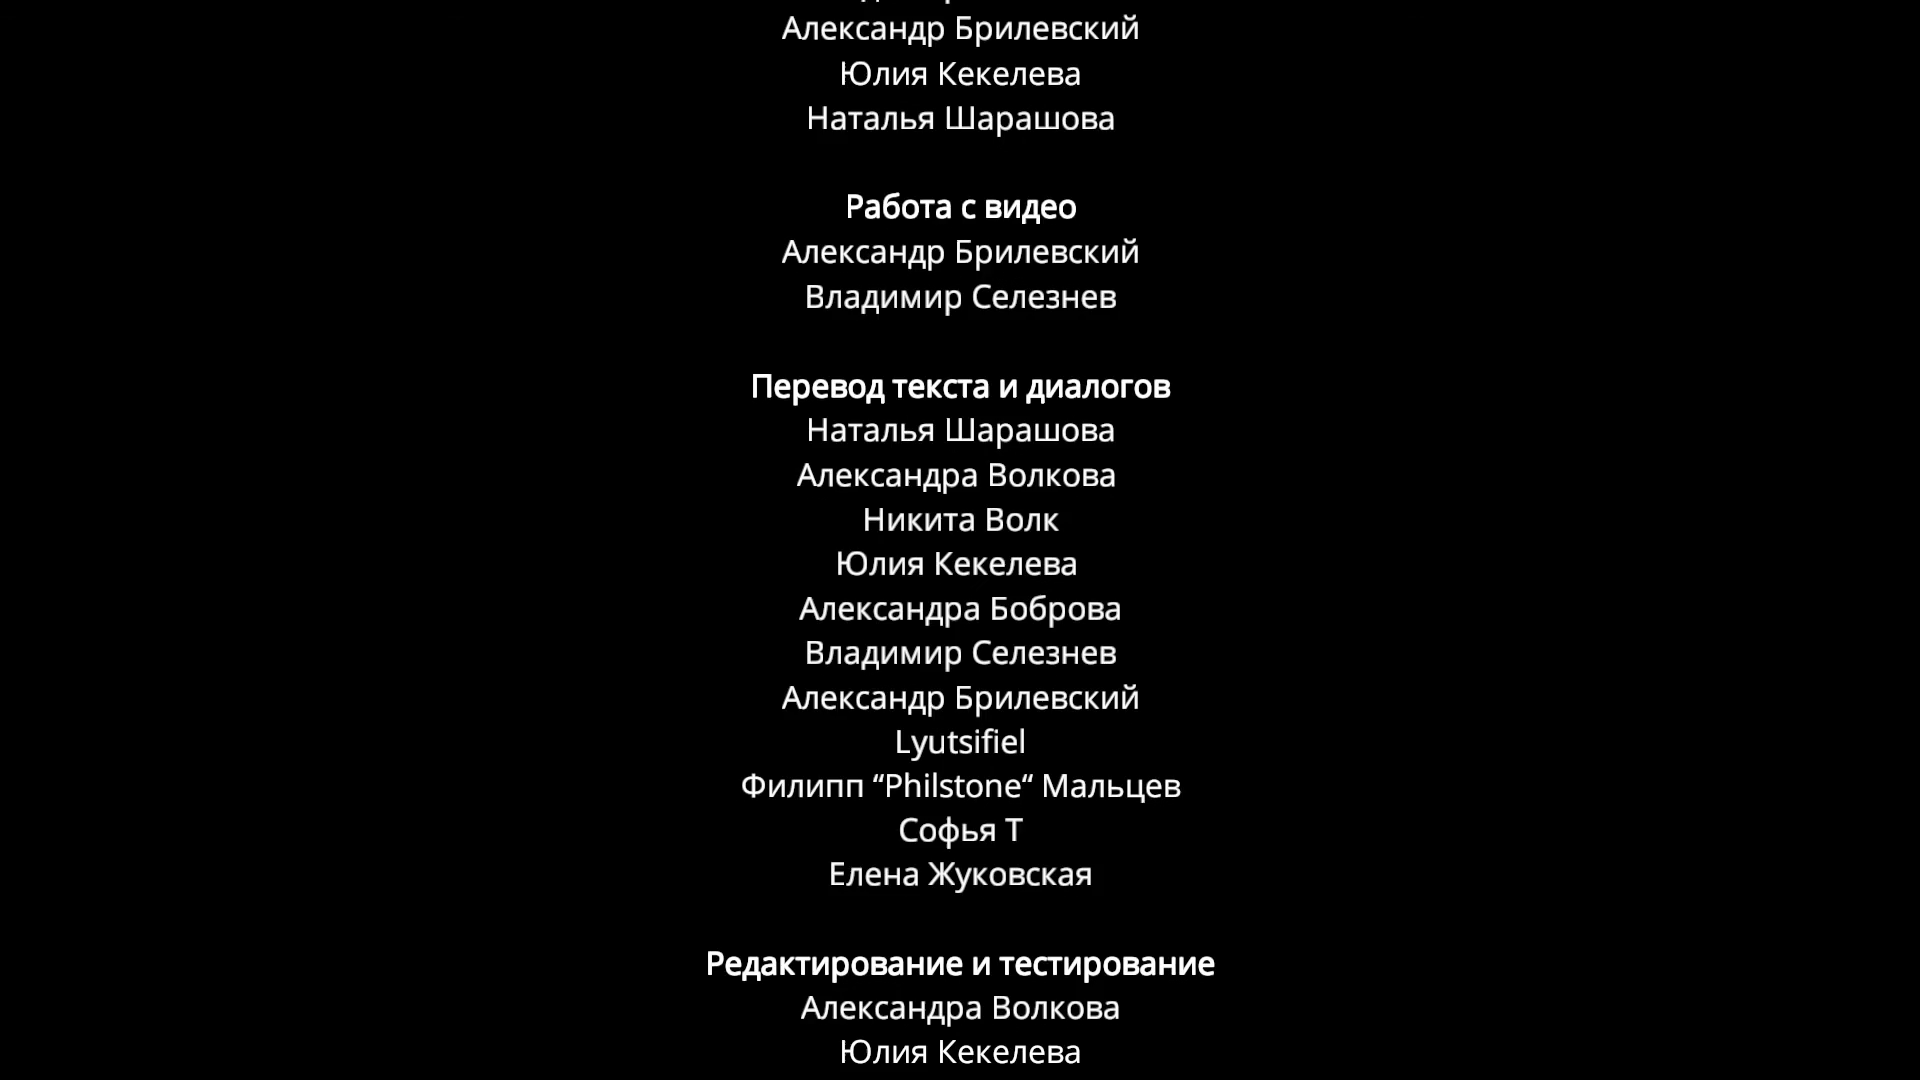 Александр Брилевский
Юлия Кекелева
Наталья Шарашова
Работа с видео
Александр Брилевский
Владимир Селезнев
Перевод текста и диалогов
Наталья Шарашова
Александра Волкова
Никита Волк
Юлия Кекелева
Александра Боброва
Владимир Селезнев
Александр Брилевский
Lyutsifiel
Филипп “Philstone“ Мальцев
Софья Т
Елена Жуковская
Редактирование и тестирование
Александра Волкова
Юлия Кекелева